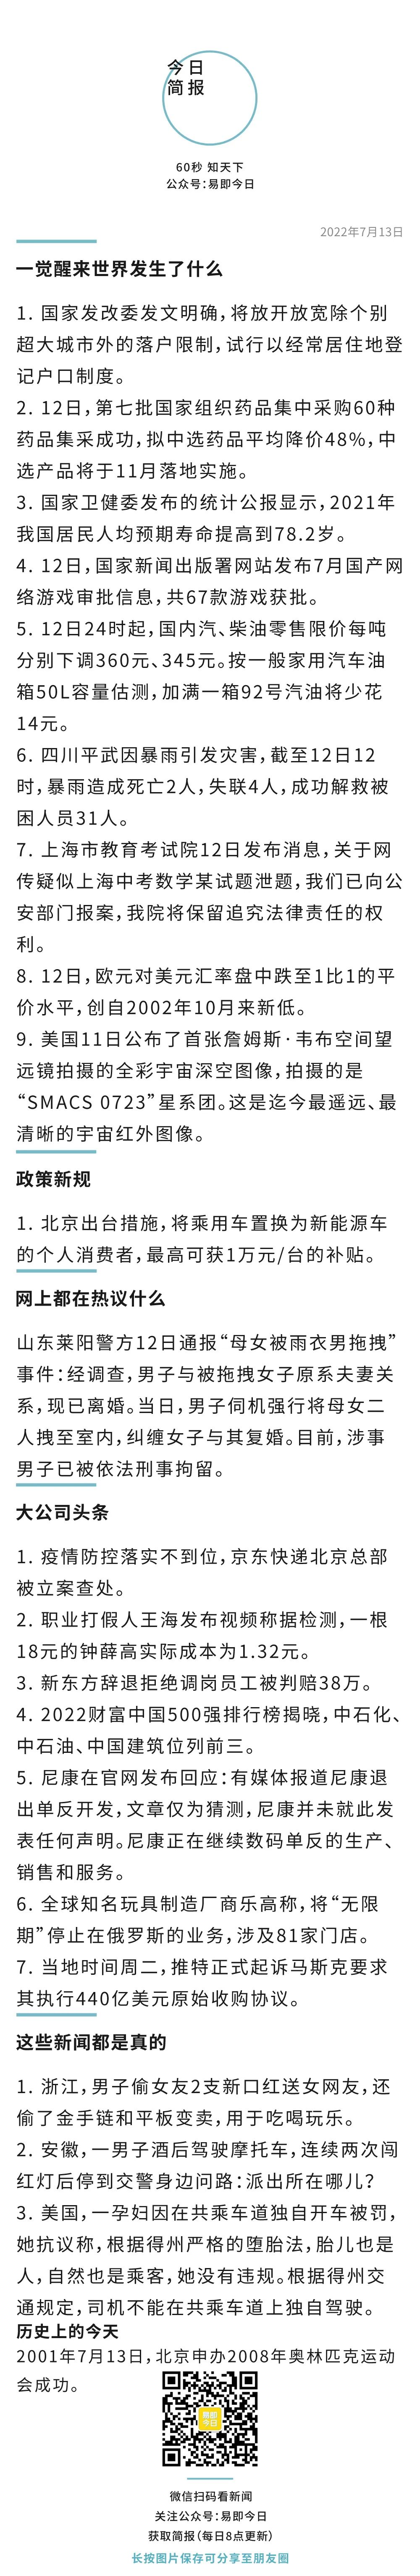 今日
简报
60秒 知天下
公众号：易即今日
2022年7月13日
一觉醒来世界发生了什么
1. 国家发改委发文明确，将放开放宽除个别
超大城市外的落户限制，试行以经常居住地登
记户口制度。
2. 12日，第七批国家组织药品集中采购60种
药品集采成功，拟中选药品平均降价48%，中
选产品将于11月落地实施。
3. 国家卫健委发布的统计公报显示，2021年
我国居民人均预期寿命提高到78.2岁。
4. 12日，国家新闻出版署网站发布7月国产网
络游戏审批信息，共67款游戏获批。
5. 12日24时起，国内汽、柴油零售限价每吨
分别下调360元、345元。按一般家用汽车油
箱50L容量估测，加满一箱92号汽油将少花
14元。
6. 四川平武因暴雨引发灾害，截至12日12
时，暴雨造成死亡2人，失联4人，成功解救被
困人员31人。
7. 上海市教育考试院12日发布消息，关于网
传疑似上海中考数学某试题泄题，我们已向公
安部门报案，我院将保留追究法律责任的权
利。
8. 12日，欧元对美元汇率盘中跌至1比1的平
价水平，创自2002年10月来新低。
9. 美国11日公布了首张詹姆斯·韦布空间望
远镜拍摄的全彩宇宙深空图像，拍摄的是
“SMACS 0723”星系团。这是迄今最遥远、最
清晰的宇宙红外图像。
政策新规
1. 北京出台措施，将乘用车置换为新能源车
的个人消费者，最高可获1万元/台的补贴。
网上都在热议什么
山东莱阳警方12日通报“母女被雨衣男拖拽”
事件：经调查，男子与被拖拽女子原系夫妻关
系，现已离婚。当日，男子伺机强行将母女二
人拽至室内，纠缠女子与其复婚。目前，涉事
男子已被依法刑事拘留。
大公司头条
1. 疫情防控落实不到位，京东快递北京总部
被立案查处。
2. 职业打假人王海发布视频称据检测，一根
18元的钟薛高实际成本为1.32元。
3. 新东方辞退拒绝调岗员工被判赔38万。
4. 2022财富中国500强排行榜揭晓，中石化、
中石油、中国建筑位列前三。
5. 尼康在官网发布回应：有媒体报道尼康退
出单反开发，文章仅为猜测，尼康并未就此发
表任何声明。尼康正在继续数码单反的生产、
销售和服务。
6. 全球知名玩具制造厂商乐高称，将“无限
期”停止在俄罗斯的业务，涉及81家门店。
7. 当地时间周二，推特正式起诉马斯克要求
其执行440亿美元原始收购协议。
这些新闻都是真的
1. 浙江，男子偷女友2支新口红送女网友，还
偷了金手链和平板变卖，用于吃喝玩乐。
2. 安徽，一男子酒后驾驶摩托车，连续两次闯
红灯后停到交警身边问路：派出所在哪儿？
3. 美国，一孕妇因在共乘车道独自开车被罚，
她抗议称，根据得州严格的堕胎法，胎儿也是
人，自然也是乘客，她没有违规。根据得州交
通规定，司机不能在共乘车道上独自驾驶。
历史上的今天
2001年7月13日，北京申办2008年奥林匹克运动
会成功。
易即
今日
微信扫码看新闻
关注公众号：易即今日
获取简报（每日8点更新）
长按图片保存可分享至朋友圈